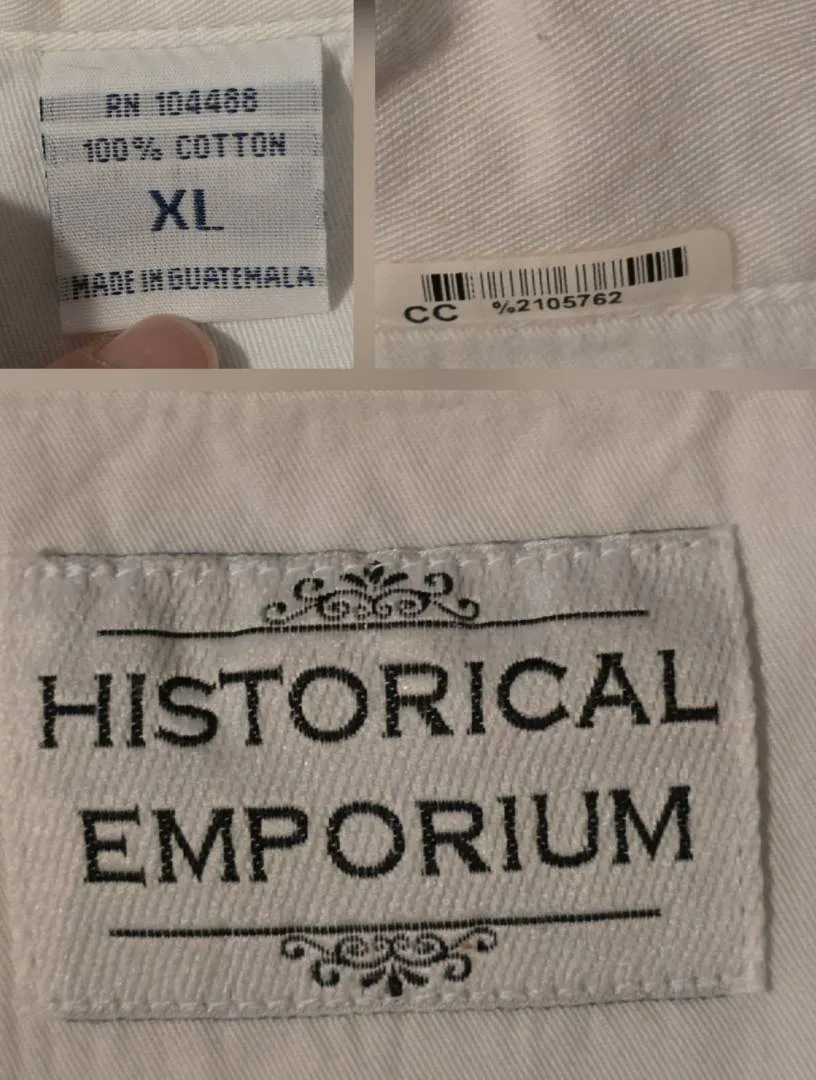 RN 104488
100% COTTON
XL
MADE IN GUATEMALA
CC %2105762
HISTORICAL
EMPORIUM